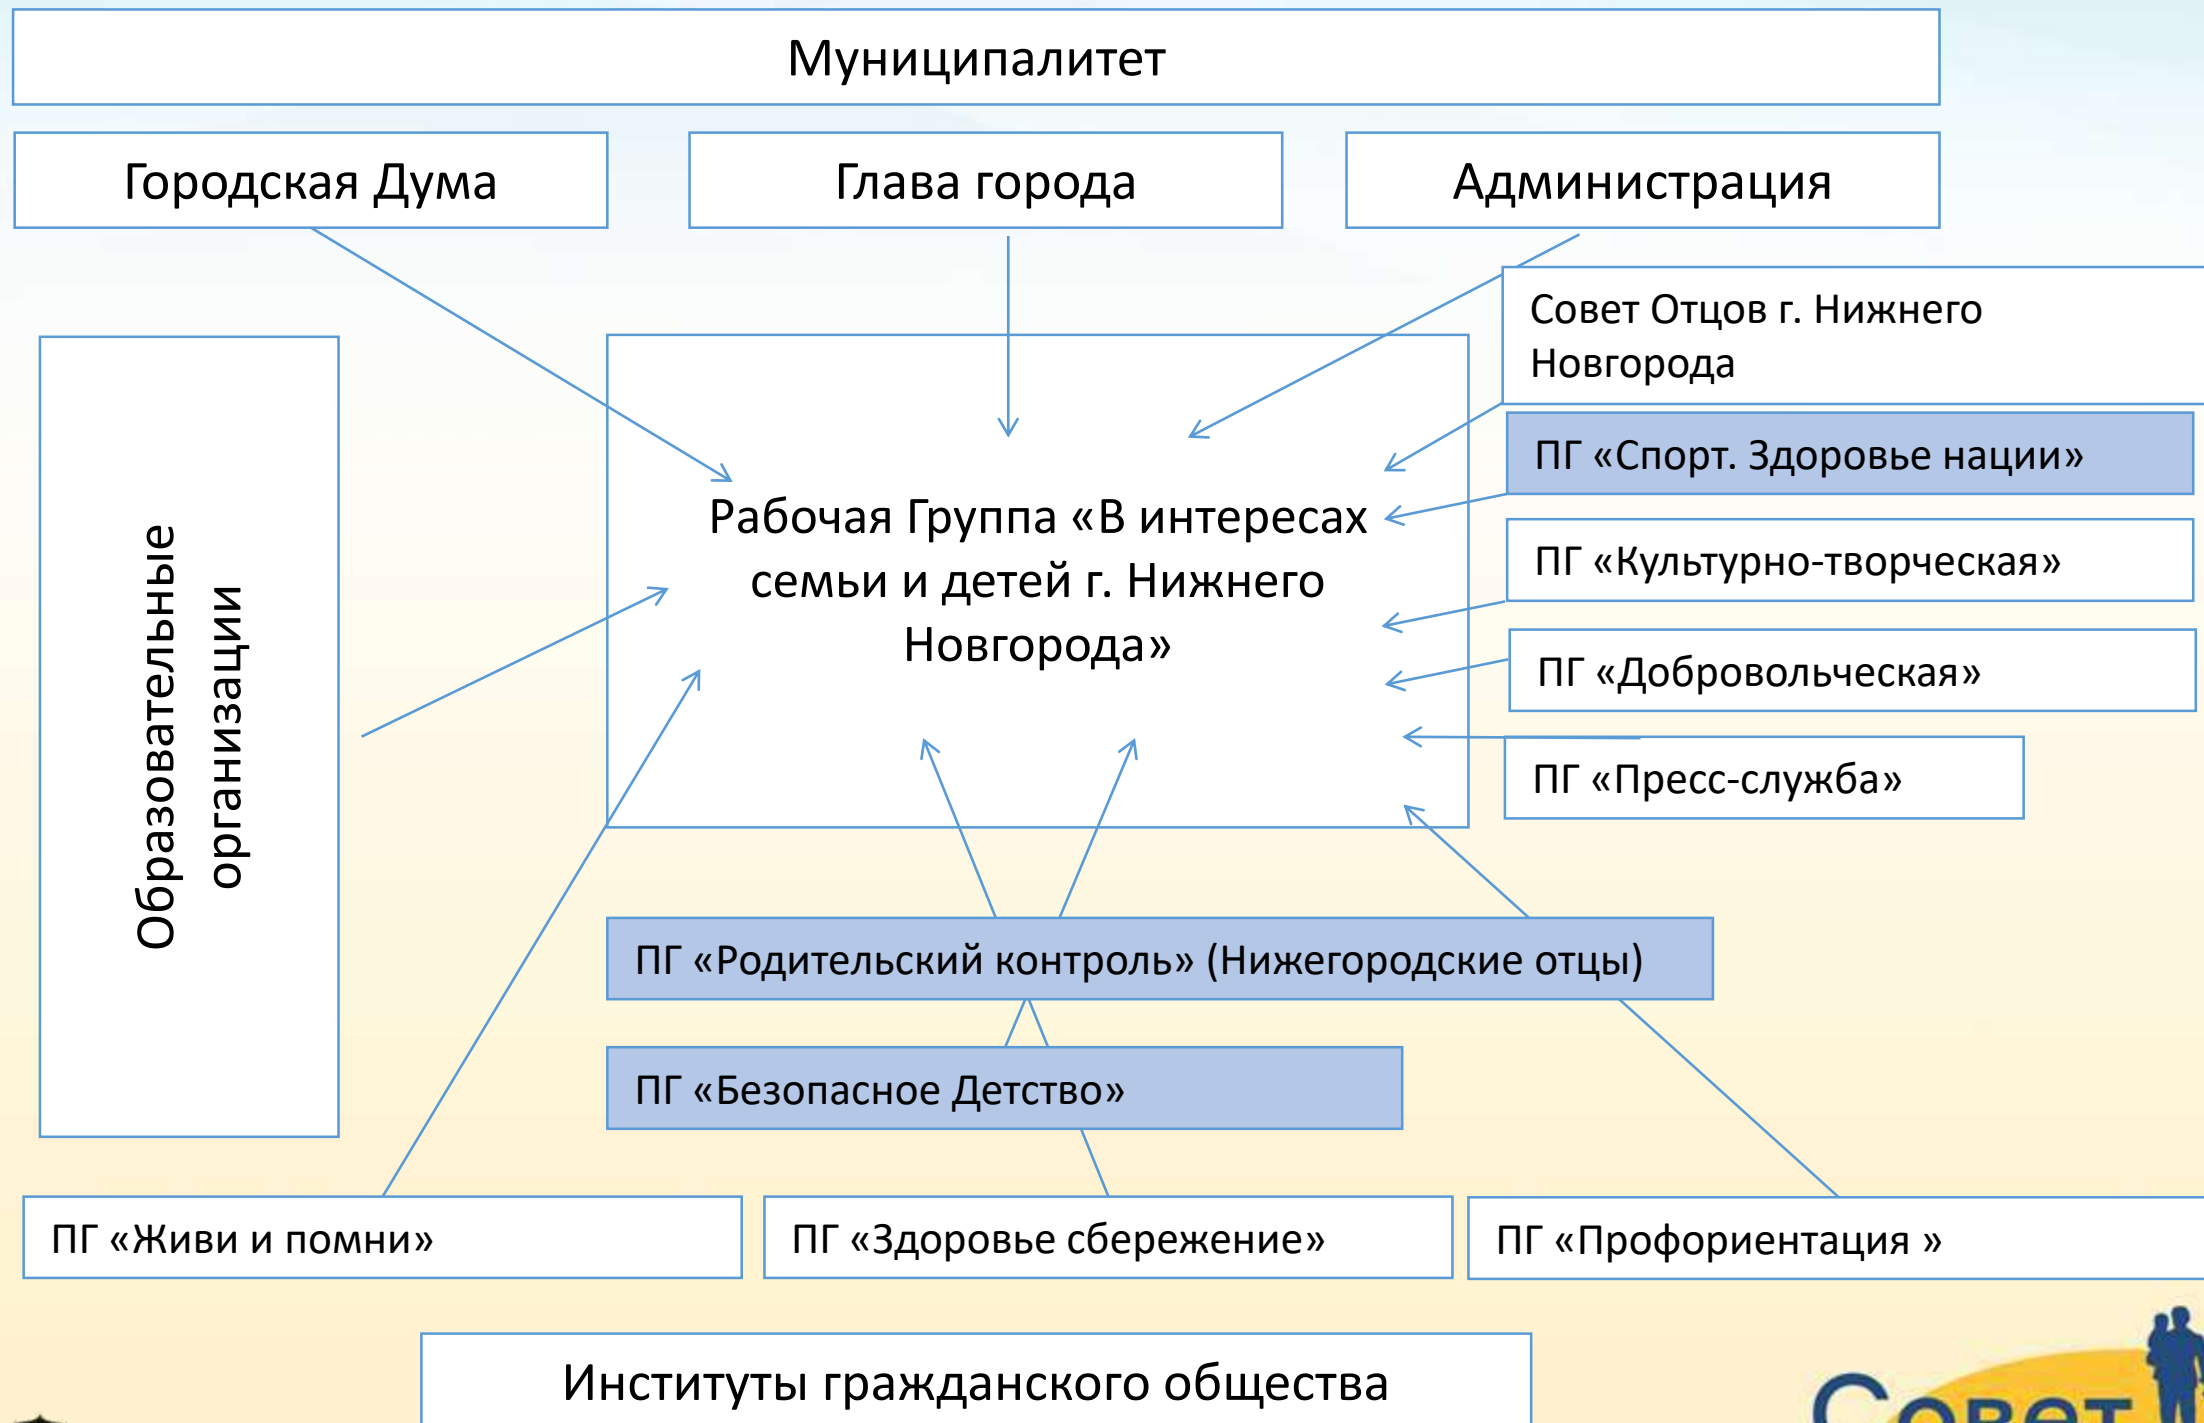 Муниципалитет
Городская Дума
Глава города
Администрация
Совет Отцов г. Нижнего
Новгорода
ПГ «Спорт. Здоровье нации»
Рабочая Группа «В интересах
семьи и детей г. Нижнего
Новгорода»
ПГ «Культурно-творческая»
ПГ «Добровольческая»
ПГ «Пресс-служба»
Образовательные
организации
ПГ «Родительский контроль» (Нижегородские отцы)
ПГ «Безопасное Детство»
ПГ «Живи и помни»
ПГ «Здоровье сбережение»
ПГ «Профориентация »
Институты гражданского общества
Совет